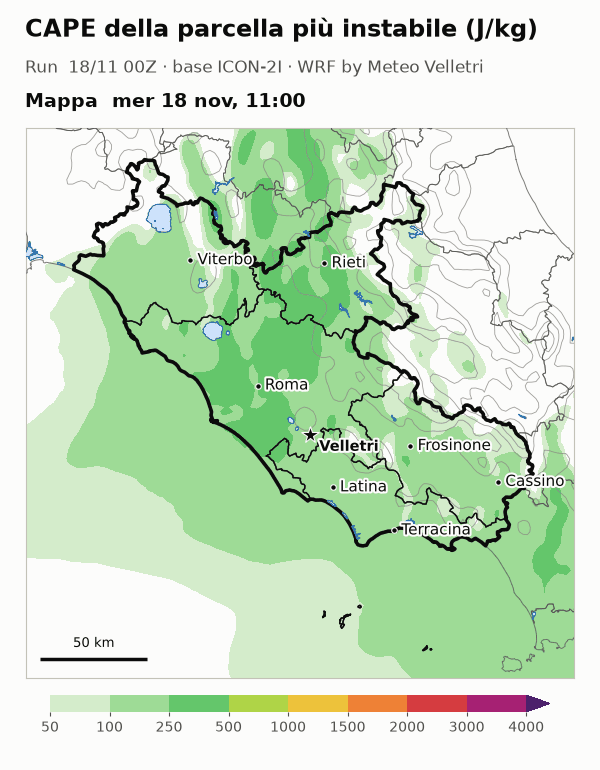 CAPE della parcella più instabile (J/kg)
Run  18/11 00Z · base ICON-2I · WRF by Meteo Velletri
Mappa  mer 18 nov, 11:00
Viterbo
Rieti
Roma
Velletri
Frosinone
Latina
Cassino
Terracina
50 km
50 100 250 500 1000 1500 2000 3000 4000